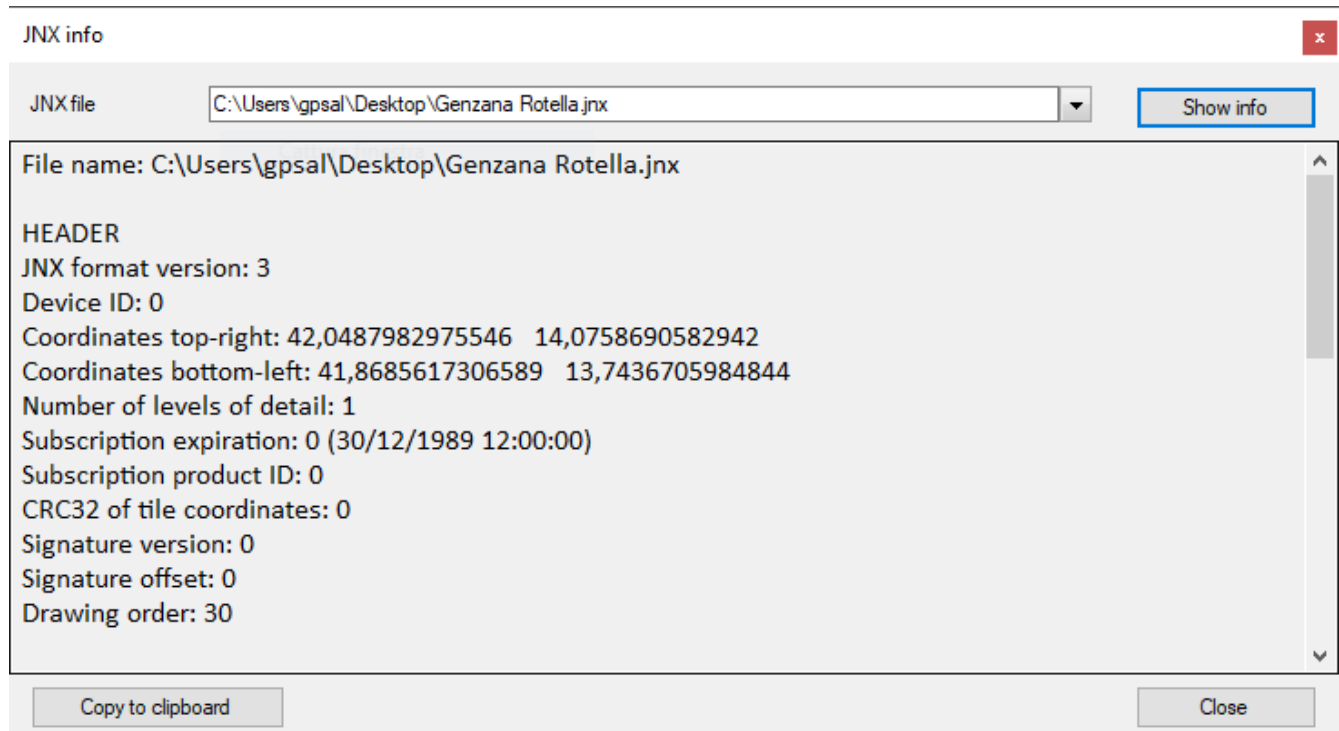 JNX info
x
JNX file
C:\Users\gpsal\Desktop\Genzana Rotella.jnx
Show info
File name: C:\Users\gpsal\Desktop\Genzana Rotella.jnx
HEADER
JNX format version: 3
Device ID: 0
Coordinates top-right: 42,0487982975546   14,0758690582942
Coordinates bottom-left: 41,8685617306589   13,7436705984844
Number of levels of detail: 1
Subscription expiration: 0 (30/12/1989 12:00:00)
Subscription product ID: 0
CRC32 of tile coordinates: 0
Signature version: 0
Signature offset: 0
Drawing order: 30
Copy to clipboard
Close